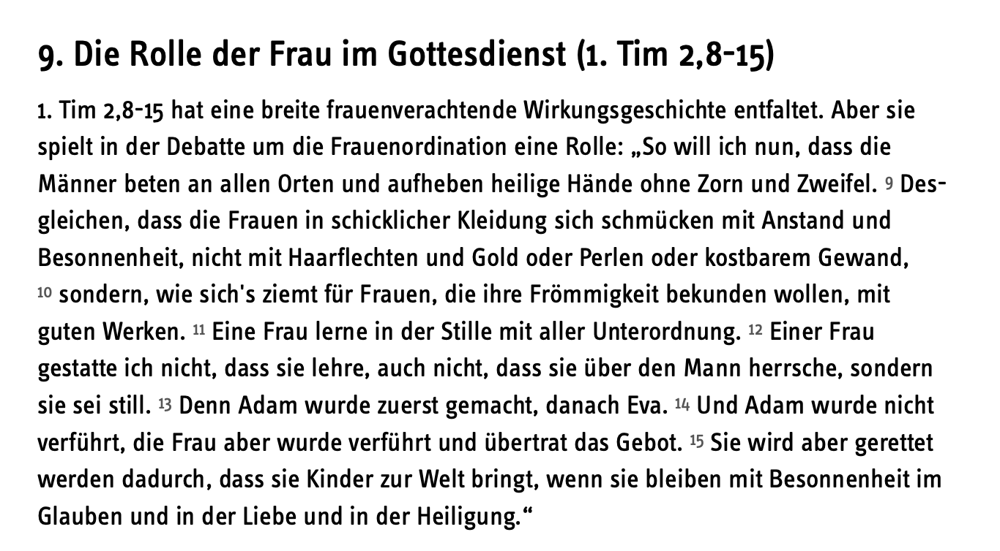 9. Die Rolle der Frau im Gottesdienst (1. Tim 2,8-15)
1. Tim 2,8-15 hat eine breite frauenverachtende Wirkungsgeschichte entfaltet. Aber sie
spielt in der Debatte um die Frauenordination eine Rolle: „So will ich nun, dass die
Männer beten an allen Orten und aufheben heilige Hände ohne Zorn und Zweifel. 9 Des-
gleichen, dass die Frauen in schicklicher Kleidung sich schmücken mit Anstand und
Besonnenheit, nicht mit Haarflechten und Gold oder Perlen oder kostbarem Gewand,
10 sondern, wie sich's ziemt für Frauen, die ihre Frömmigkeit bekunden wollen, mit
guten Werken. 11 Eine Frau lerne in der Stille mit aller Unterordnung. 12 Einer Frau
gestatte ich nicht, dass sie lehre, auch nicht, dass sie über den Mann herrsche, sondern
sie sei still. 13 Denn Adam wurde zuerst gemacht, danach Eva. 14 Und Adam wurde nicht
verführt, die Frau aber wurde verführt und übertrat das Gebot. 15 Sie wird aber gerettet
werden dadurch, dass sie Kinder zur Welt bringt, wenn sie bleiben mit Besonnenheit im
Glauben und in der Liebe und in der Heiligung.“